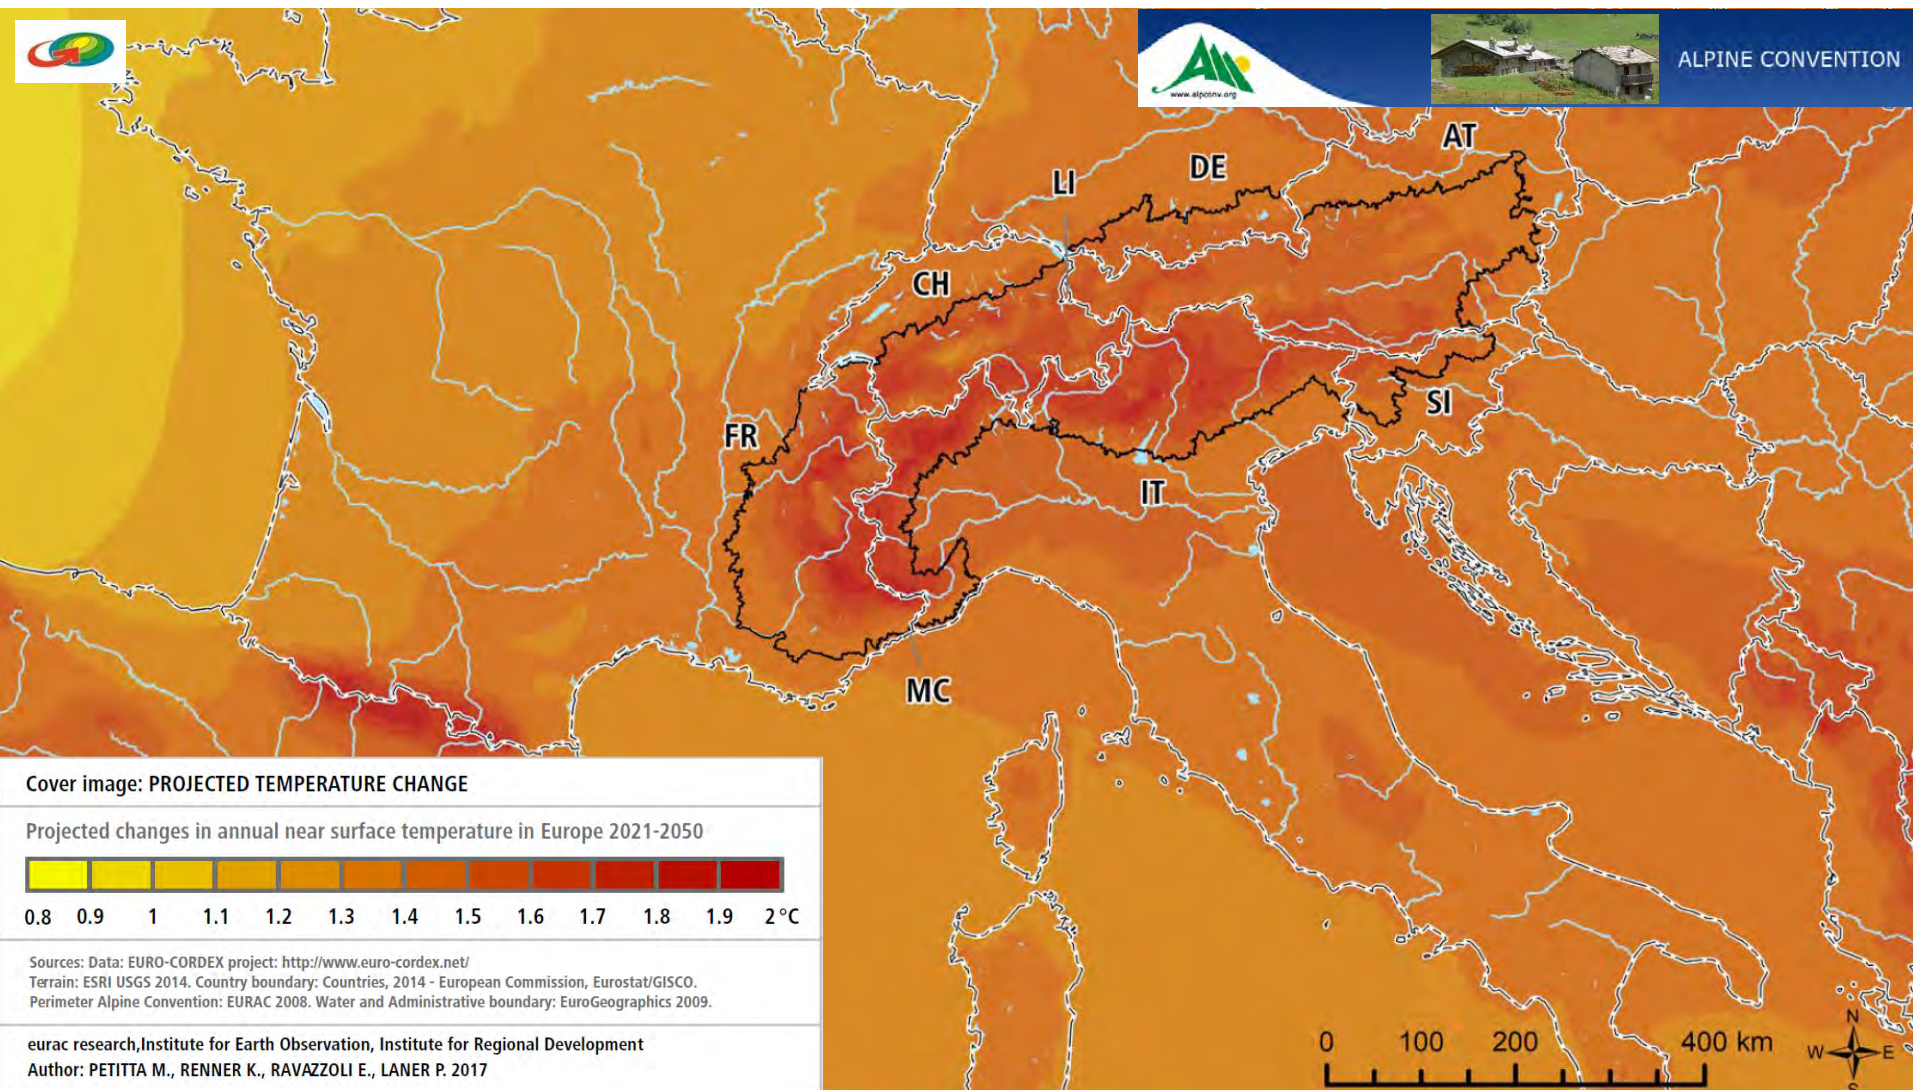 www.alpconv.org
ALPINE CONVENTION
AT
DE
LI
CH
FR
SI
IT
MC
Cover image: PROJECTED TEMPERATURE CHANGE
Projected changes in annual near surface temperature in Europe 2021-2050
0.8 0.9 1 1.1 1.2 1.3 1.4 1.5 1.6 1.7 1.8 1.9 2 °C
Sources: Data: EURO-CORDEX project: http://www.euro-cordex.net/
Terrain: ESRI USGS 2014. Country boundary: Countries, 2014 - European Commission, Eurostat/GISCO.
Perimeter Alpine Convention: EURAC 2008. Water and Administrative boundary: EuroGeographics 2009.
eurac research,Institute for Earth Observation, Institute for Regional Development
Author: PETITTA M., RENNER K., RAVAZZOLI E., LANER P. 2017
0 100 200 400 km
N
W E
S